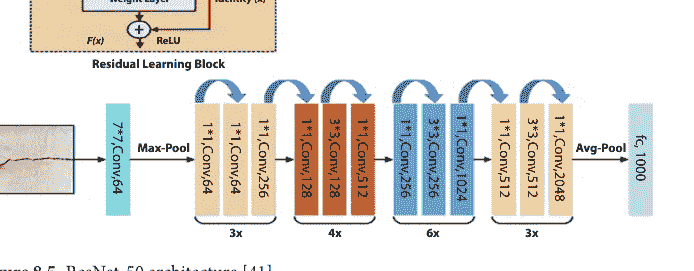 Weight Layer
Identity (x)
+
F(x)
ReLU
Residual Learning Block
7*7,Conv,64
Max-Pool
1*1,Conv,64
1*1,Conv,64
1*1,Conv,256
1*1,Conv,128
3*3,Conv,128
1*1,Conv,512
1*1,Conv,256
3*3,Conv,256
1*1,Conv,1024
1*1,Conv,512
3*3,Conv,512
1*1,Conv,2048
Avg-Pool
fc, 1000
3x
4x
6x
3x
8.5 ResNet-50 architecture [41]